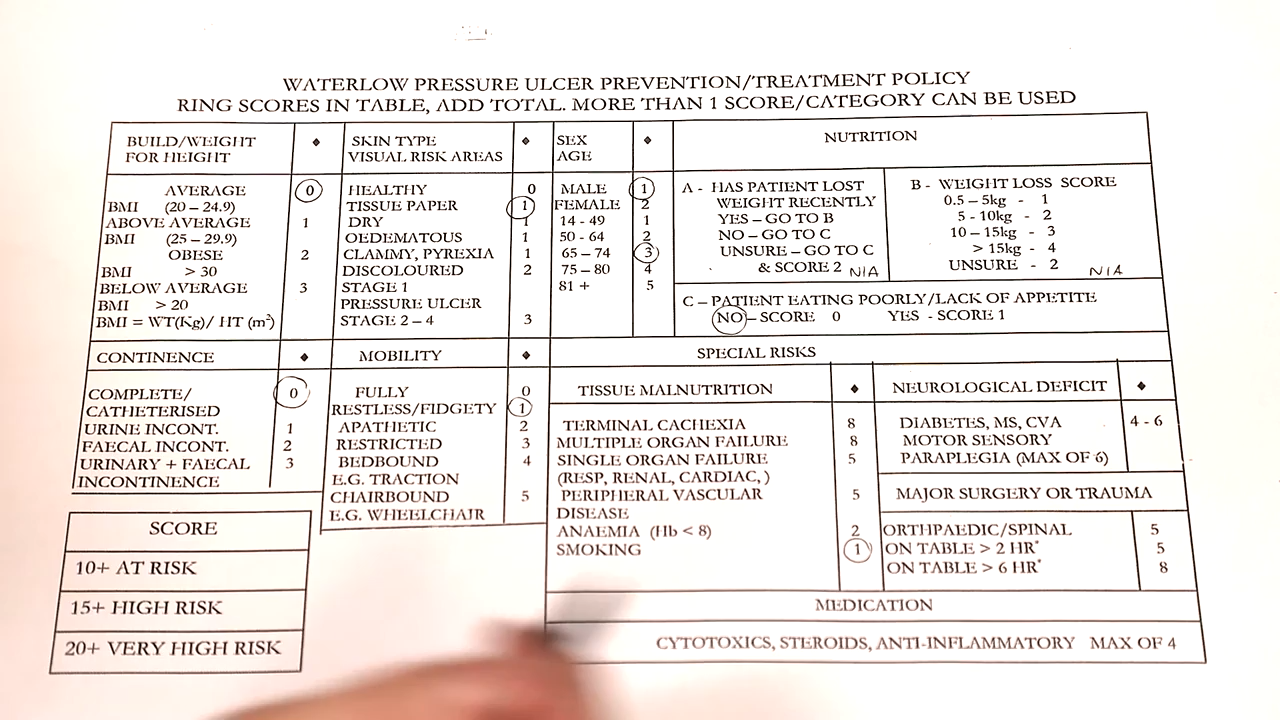 WATERLOW PRESSURE ULCER PREVENTION/TREATMENT POLICY
RING SCORES IN TABLE, ADD TOTAL. MORE THAN 1 SCORE/CATEGORY CAN BE USED
BUILD/WEIGHT
FOR HEIGHT ♦
AVERAGE 0
BMI (20 – 24.9)
ABOVE AVERAGE 1
BMI (25 – 29.9)
OBESE 2
BMI > 30
BELOW AVERAGE 3
BMI > 20
BMI = WT(Kg)/ HT (m²)
SKIN TYPE ♦
VISUAL RISK AREAS
HEALTHY 0
TISSUE PAPER 1
DRY 1
OEDEMATOUS 1
CLAMMY, PYREXIA 1
DISCOLOURED 2
STAGE 1
PRESSURE ULCER
STAGE 2 – 4 3
SEX ♦
AGE
MALE 1
FEMALE 2
14 - 49 1
50 - 64 2
65 – 74 3
75 – 80 4
81 + 5
NUTRITION
A - HAS PATIENT LOST
WEIGHT RECENTLY
YES – GO TO B
NO – GO TO C
UNSURE – GO TO C
& SCORE 2 N/A
B - WEIGHT LOSS SCORE
0.5 – 5kg - 1
5 - 10kg - 2
10 – 15kg - 3
> 15kg - 4
UNSURE - 2 N/A
C – PATIENT EATING POORLY/LACK OF APPETITE
NO – SCORE 0 YES - SCORE 1
CONTINENCE ♦
COMPLETE/ 0
CATHETERISED
URINE INCONT. 1
FAECAL INCONT. 2
URINARY + FAECAL 3
INCONTINENCE
MOBILITY ♦
FULLY 0
RESTLESS/FIDGETY 1
APATHETIC 2
RESTRICTED 3
BEDBOUND 4
E.G. TRACTION
CHAIRBOUND 5
E.G. WHEELCHAIR
SPECIAL RISKS
TISSUE MALNUTRITION ♦
TERMINAL CACHEXIA 8
MULTIPLE ORGAN FAILURE 8
SINGLE ORGAN FAILURE 5
(RESP, RENAL, CARDIAC, )
PERIPHERAL VASCULAR 5
DISEASE
ANAEMIA (Hb < 8) 2
SMOKING 1
NEUROLOGICAL DEFICIT ♦
DIABETES, MS, CVA 4 - 6
MOTOR SENSORY
PARAPLEGIA (MAX OF 6)
MAJOR SURGERY OR TRAUMA
ORTHPAEDIC/SPINAL 5
ON TABLE > 2 HR* 5
ON TABLE > 6 HR* 8
MEDICATION
CYTOTOXICS, STEROIDS, ANTI-INFLAMMATORY MAX OF 4
SCORE
10+ AT RISK
15+ HIGH RISK
20+ VERY HIGH RISK